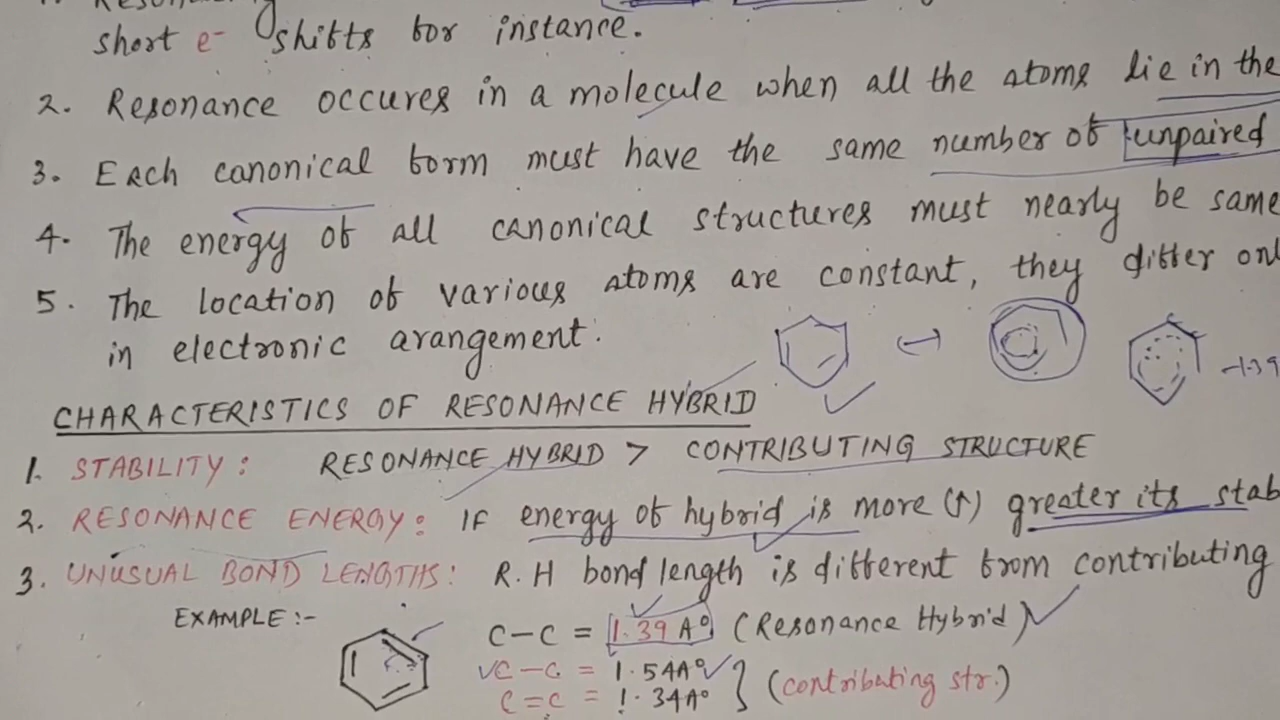 short e- shifts for instance.
2. Resonance occures in a molecule when all the atoms lie in the
3. Each canonical form must have the same number of unpaired
4. The energy of all canonical structures must nearly be same
5. The location of various atoms are constant, they differ onl
in electronic arangement.
-1.39
CHARACTERISTICS OF RESONANCE HYBRID
1. STABILITY: RESONANCE HYBRID > CONTRIBUTING STRUCTURE
2. RESONANCE ENERGY: IF energy of hybrid is more (↑) greater its stab
3. UNUSUAL BOND LENGTHS: R.H bond length is different from contributing
EXAMPLE:-
C-C = 1.39 A° (Resonance Hybrid)
C-C = 1.54A°
C=C = 1.34A° } (contributing str.)